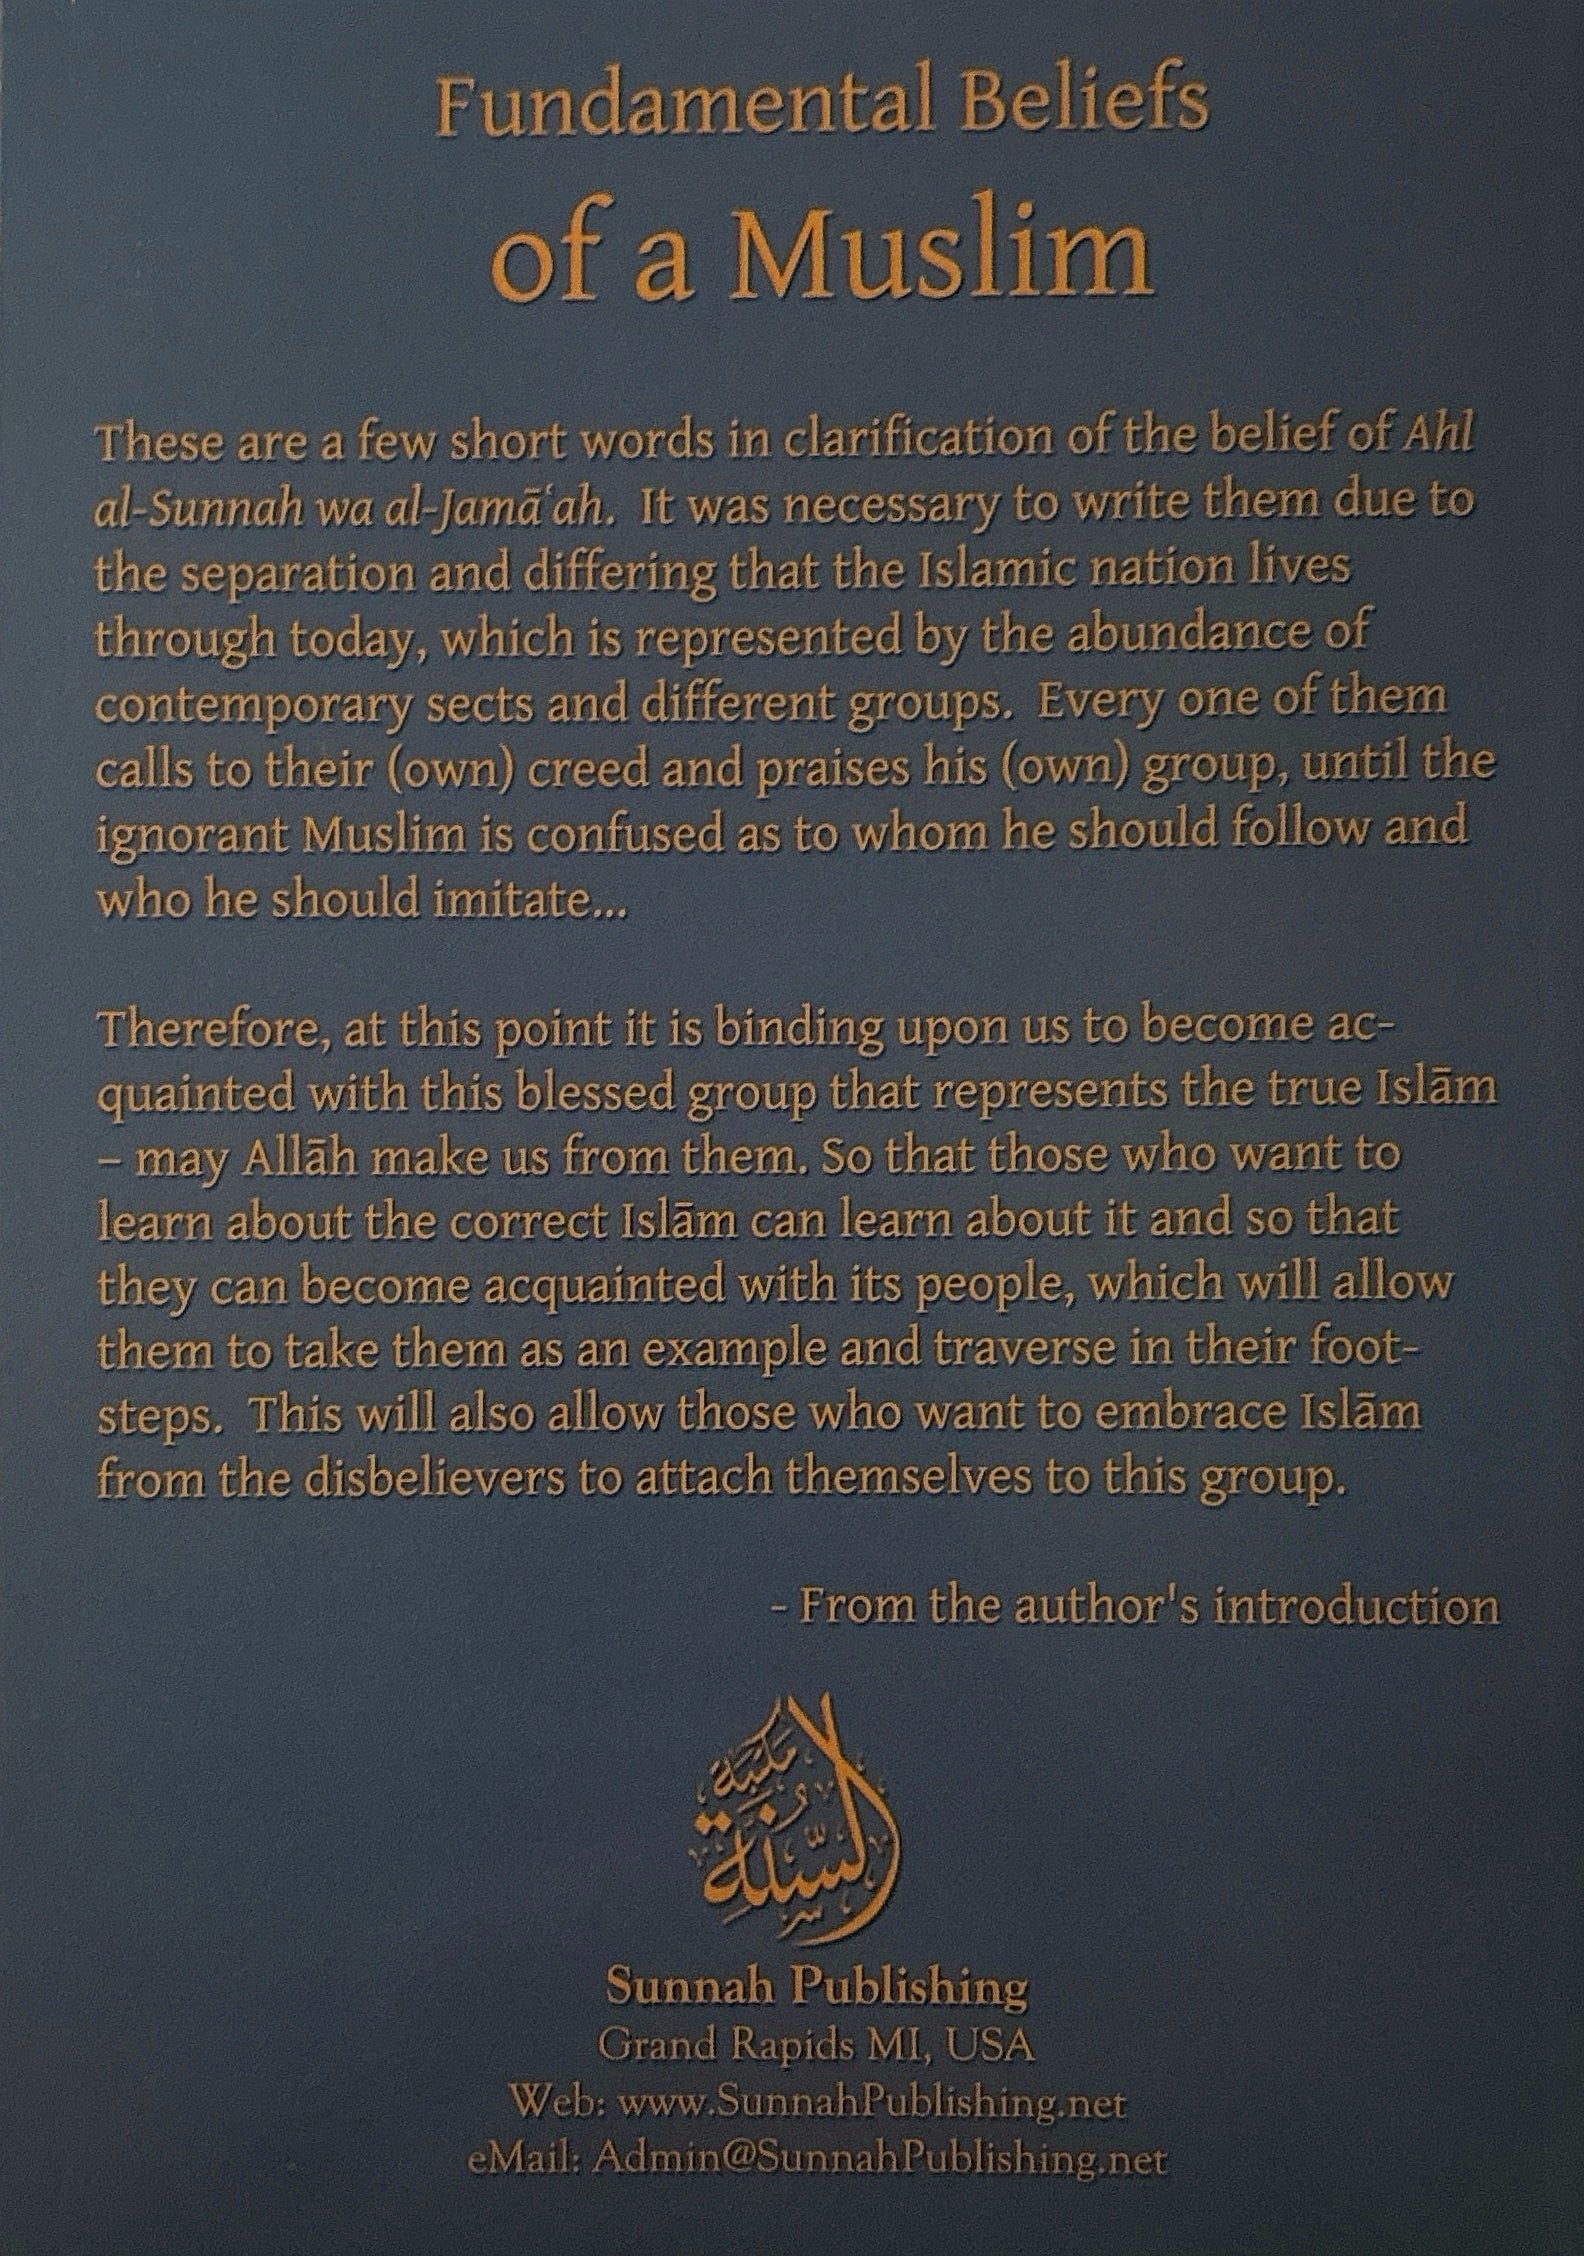 Fundamental Beliefs
of a Muslim
These are a few short words in clarification of the belief of Ahl
al-Sunnah wa al-Jamāʿah. It was necessary to write them due to
the separation and differing that the Islamic nation lives
through today, which is represented by the abundance of
contemporary sects and different groups. Every one of them
calls to their (own) creed and praises his (own) group, until the
ignorant Muslim is confused as to whom he should follow and
who he should imitate...
Therefore, at this point it is binding upon us to become ac-
quainted with this blessed group that represents the true Islām
– may Allāh make us from them. So that those who want to
learn about the correct Islām can learn about it and so that
they can become acquainted with its people, which will allow
them to take them as an example and traverse in their foot-
steps. This will also allow those who want to embrace Islām
from the disbelievers to attach themselves to this group.
- From the author's introduction
مكتبة
السُّنَّة
Sunnah Publishing
Grand Rapids MI, USA
Web: www.SunnahPublishing.net
eMail: Admin@SunnahPublishing.net